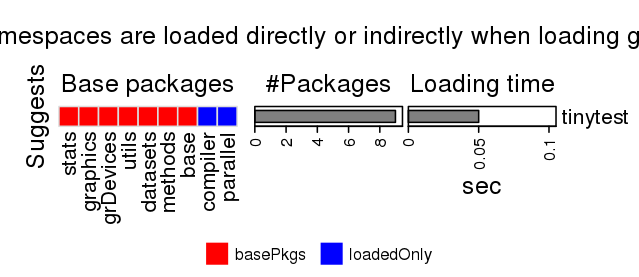 mespaces are loaded directly or indirectly when loading g
Suggests
Base packages
#Packages
Loading time
stats
graphics
grDevices
utils
datasets
methods
base
compiler
parallel
0
2
4
6
8
0
0.05
0.1
tinytest
sec
basePkgs
loadedOnly